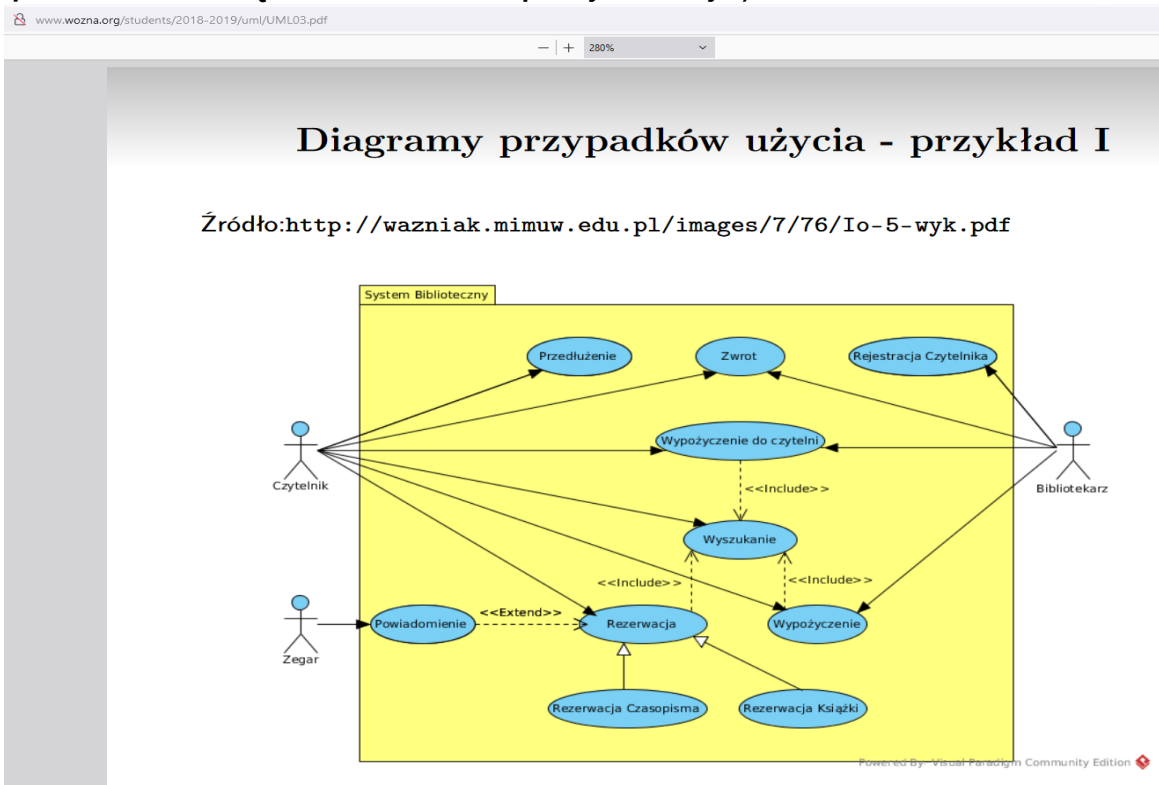 www.wozna.org/students/2018-2019/uml/UML03.pdf
280%
Diagramy przypadków użycia - przykład I
Źródło:http://wazniak.mimuw.edu.pl/images/7/76/Io-5-wyk.pdf
System Biblioteczny
Przedłużenie
Zwrot
Rejestracja Czytelnika
Wypożyczenie do czytelni
Czytelnik
Bibliotekarz
<<Include>>
Wyszukanie
<<Include>>
<<Include>>
<<Extend>>
Powiadomienie
Rezerwacja
Wypożyczenie
Zegar
Rezerwacja Czasopisma
Rezerwacja Książki
Powered By: Visual Paradigm Community Edition